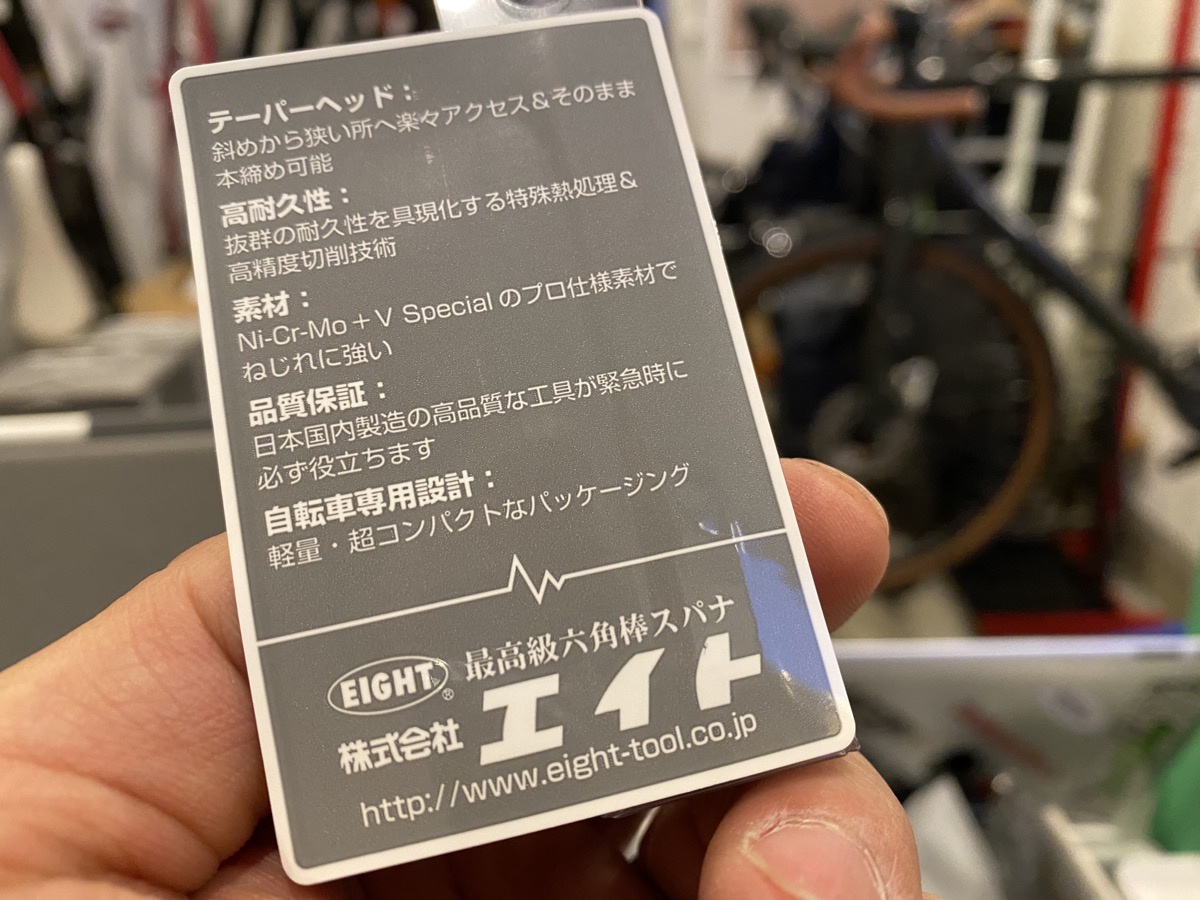 テーパーヘッド：
斜めから狭い所へ楽々アクセス＆そのまま
本締め可能
高耐久性：
抜群の耐久性を具現化する特殊熱処理＆
高精度切削技術
素材：
Ni-Cr-Mo＋V Specialのプロ仕様素材で
ねじれに強い
品質保証：
日本国内製造の高品質な工具が緊急時に
必ず役立ちます
自転車専用設計：
軽量・超コンパクトなパッケージング
EIGHT® 最高級六角棒スパナ
株式会社 エイト
http://www.eight-tool.co.jp